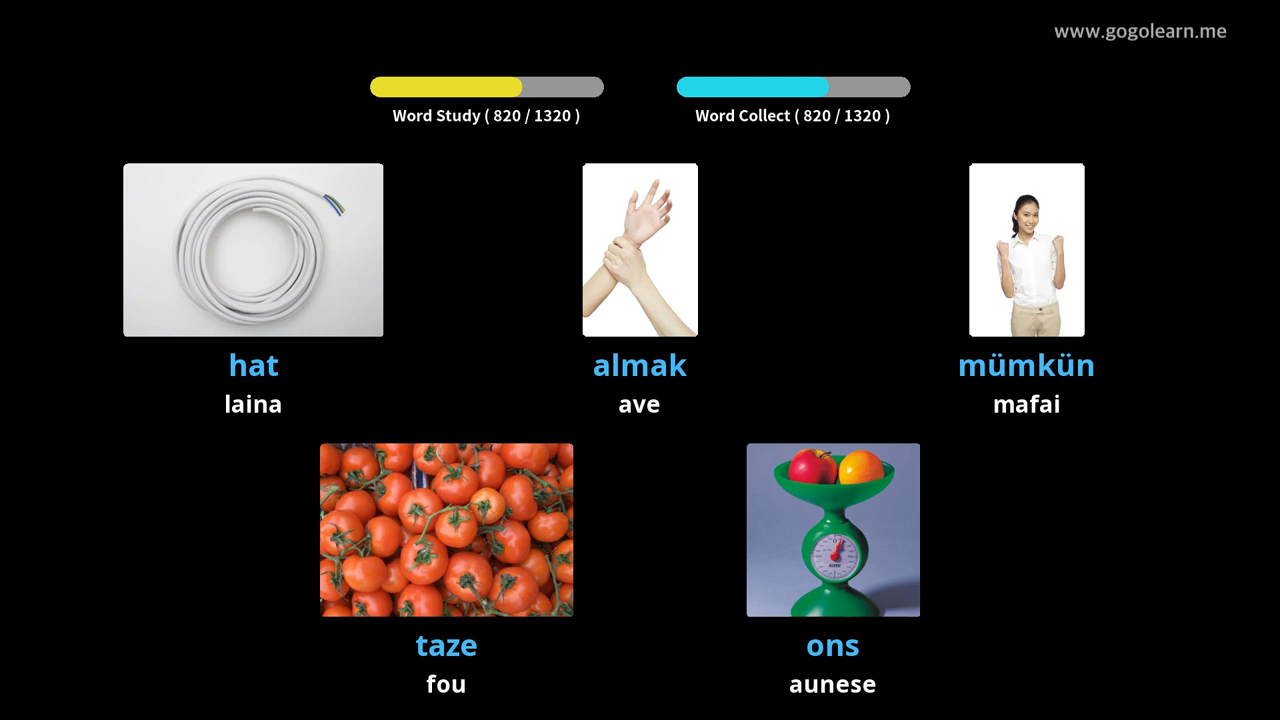 www.gogolearn.me
Word Study ( 820 / 1320 )
Word Collect ( 820 / 1320 )
hat
laina
almak
ave
mümkün
mafai
taze
fou
ons
aunese